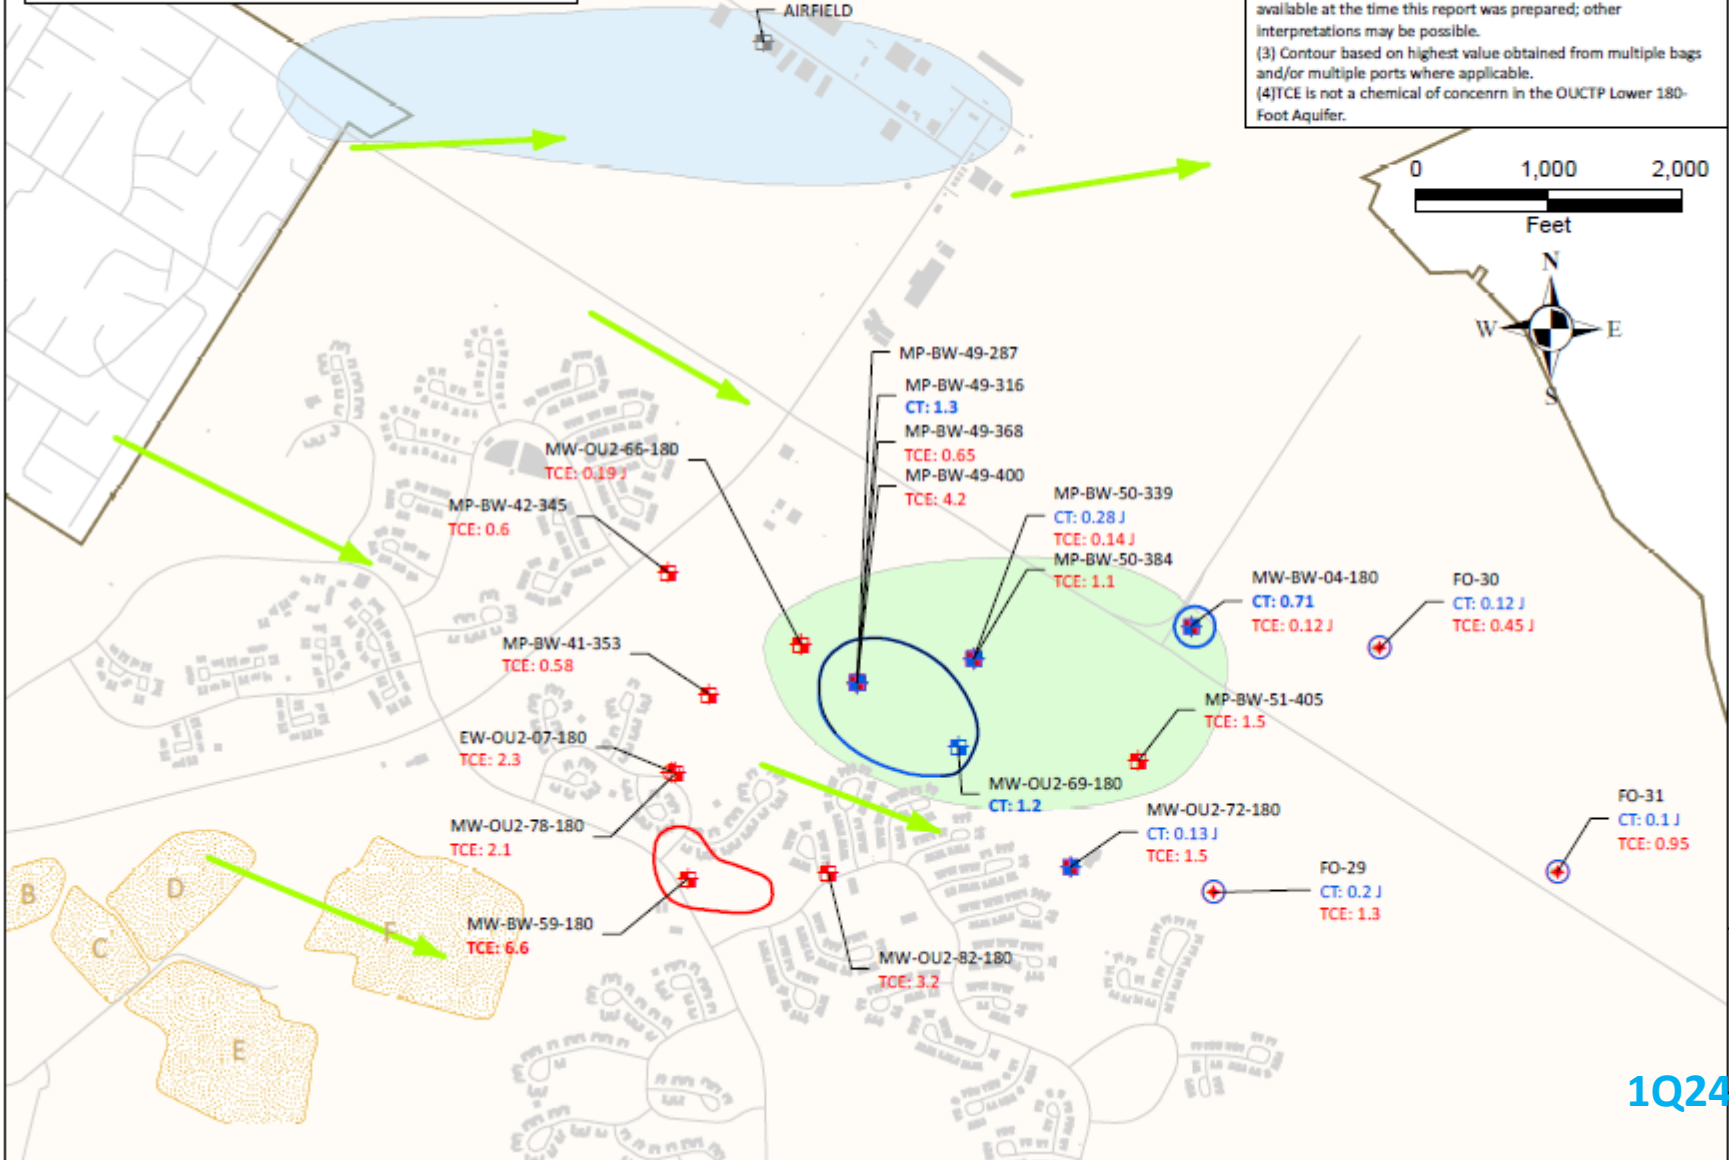 AIRFIELD
available at the time this report was prepared; other
interpretations may be possible.
(3) Contour based on highest value obtained from multiple bags
and/or multiple ports where applicable.
(4)TCE is not a chemical of concenrn in the OUCTP Lower 180-
Foot Aquifer.
0 1,000 2,000
Feet
N
W E
S
MP-BW-49-287
MP-BW-49-316
CT: 1.3
MP-BW-49-368
TCE: 0.65
MP-BW-49-400
TCE: 4.2
MW-OU2-66-180
TCE: 0.19 J
MP-BW-42-345
TCE: 0.6
MP-BW-50-339
CT: 0.28 J
TCE: 0.14 J
MP-BW-50-384
TCE: 1.1
MW-BW-04-180
CT: 0.71
TCE: 0.12 J
FO-30
CT: 0.12 J
TCE: 0.45 J
MP-BW-41-353
TCE: 0.58
MP-BW-51-405
TCE: 1.5
EW-OU2-07-180
TCE: 2.3
MW-OU2-69-180
CT: 1.2
MW-OU2-72-180
CT: 0.13 J
TCE: 1.5
FO-31
CT: 0.1 J
TCE: 0.95
MW-OU2-78-180
TCE: 2.1
FO-29
CT: 0.2 J
TCE: 1.3
B
D
C
F
E
MW-BW-59-180
TCE: 6.6
MW-OU2-82-180
TCE: 3.2
1Q24